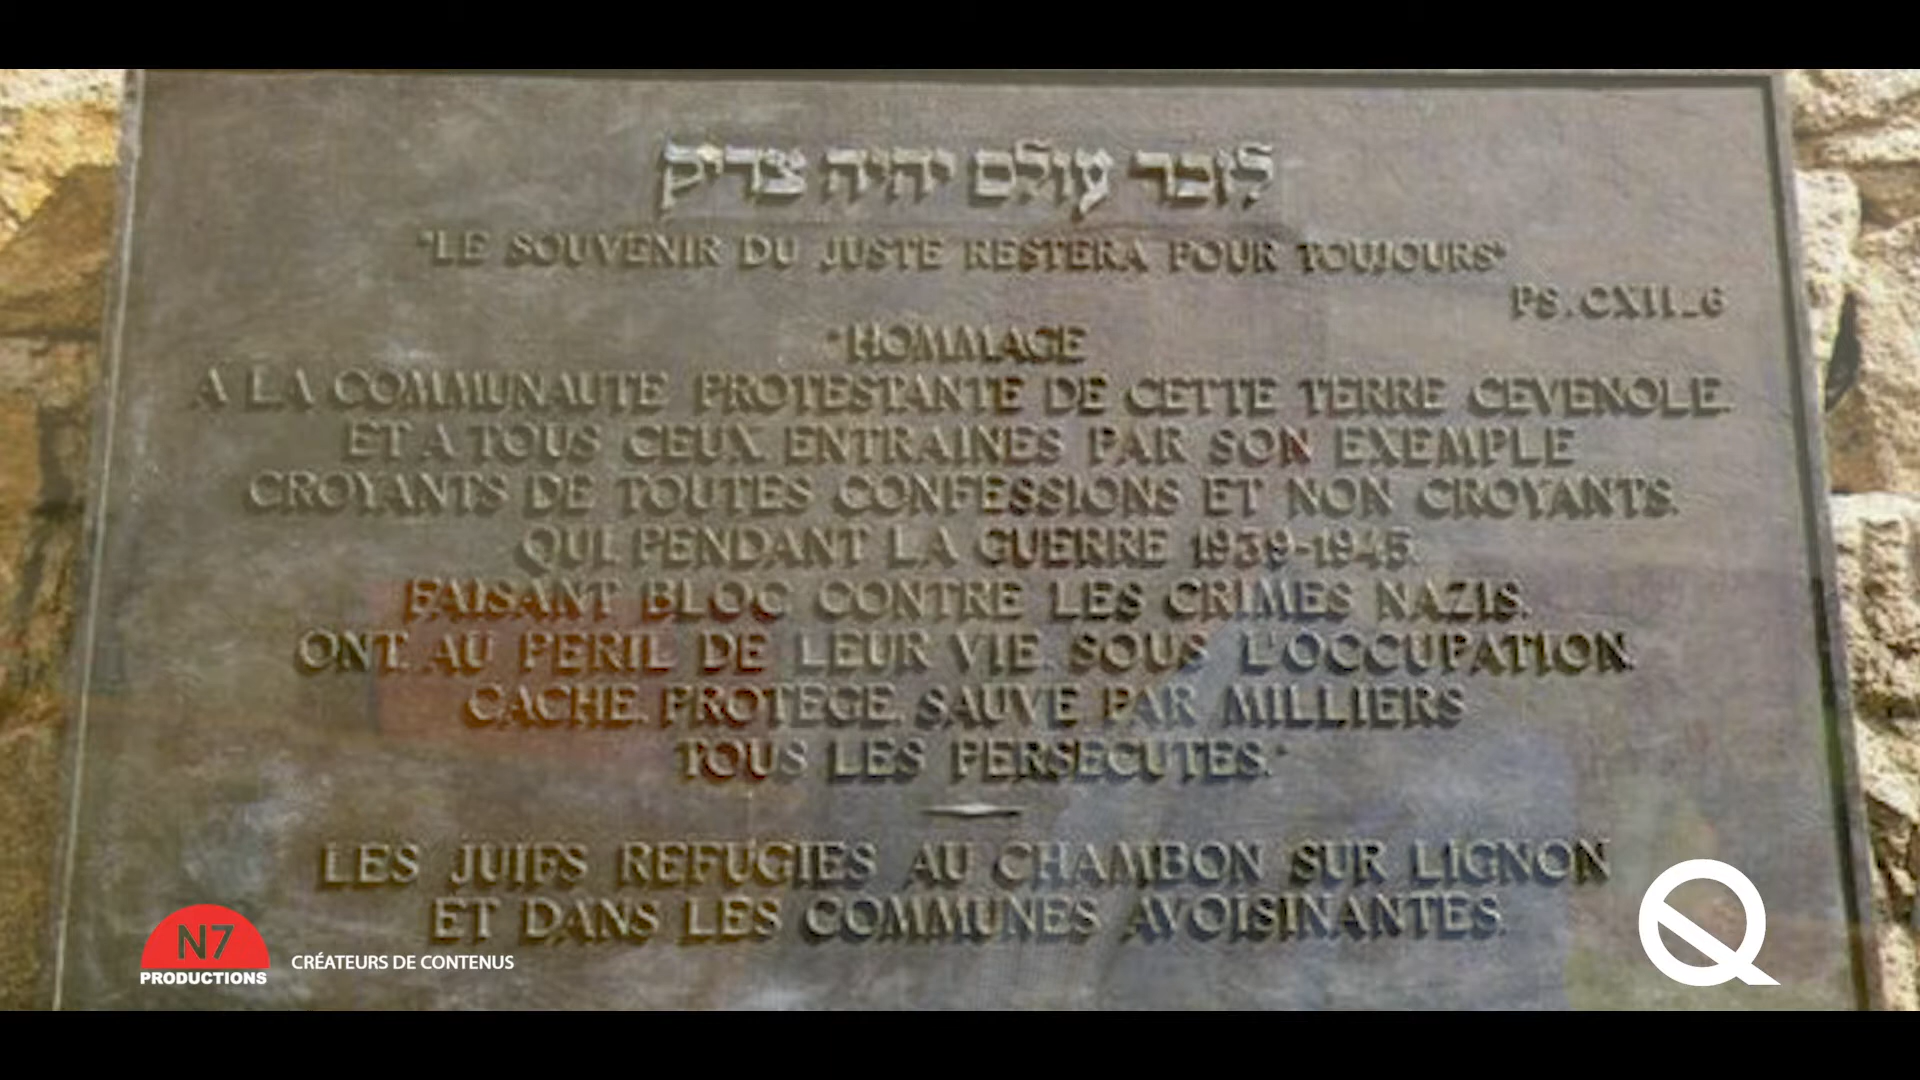 לזכר עולם יהיה צדיק
"LE SOUVENIR DU JUSTE RESTERA POUR TOUJOURS"
PS.CXII_6
"HOMMAGE
A LA COMMUNAUTE PROTESTANTE DE CETTE TERRE CEVENOLE.
ET A TOUS CEUX ENTRAINES PAR SON EXEMPLE
CROYANTS DE TOUTES CONFESSIONS ET NON CROYANTS.
QUI, PENDANT LA GUERRE 1939-1945.
FAISANT BLOC CONTRE LES CRIMES NAZIS.
ONT, AU PERIL DE LEUR VIE, SOUS L'OCCUPATION
CACHE, PROTEGE, SAUVE PAR MILLIERS
TOUS LES PERSECUTES."
LES JUIFS REFUGIES AU CHAMBON SUR LIGNON
ET DANS LES COMMUNES AVOISINANTES.
N7
PRODUCTIONS
CRÉATEURS DE CONTENUS